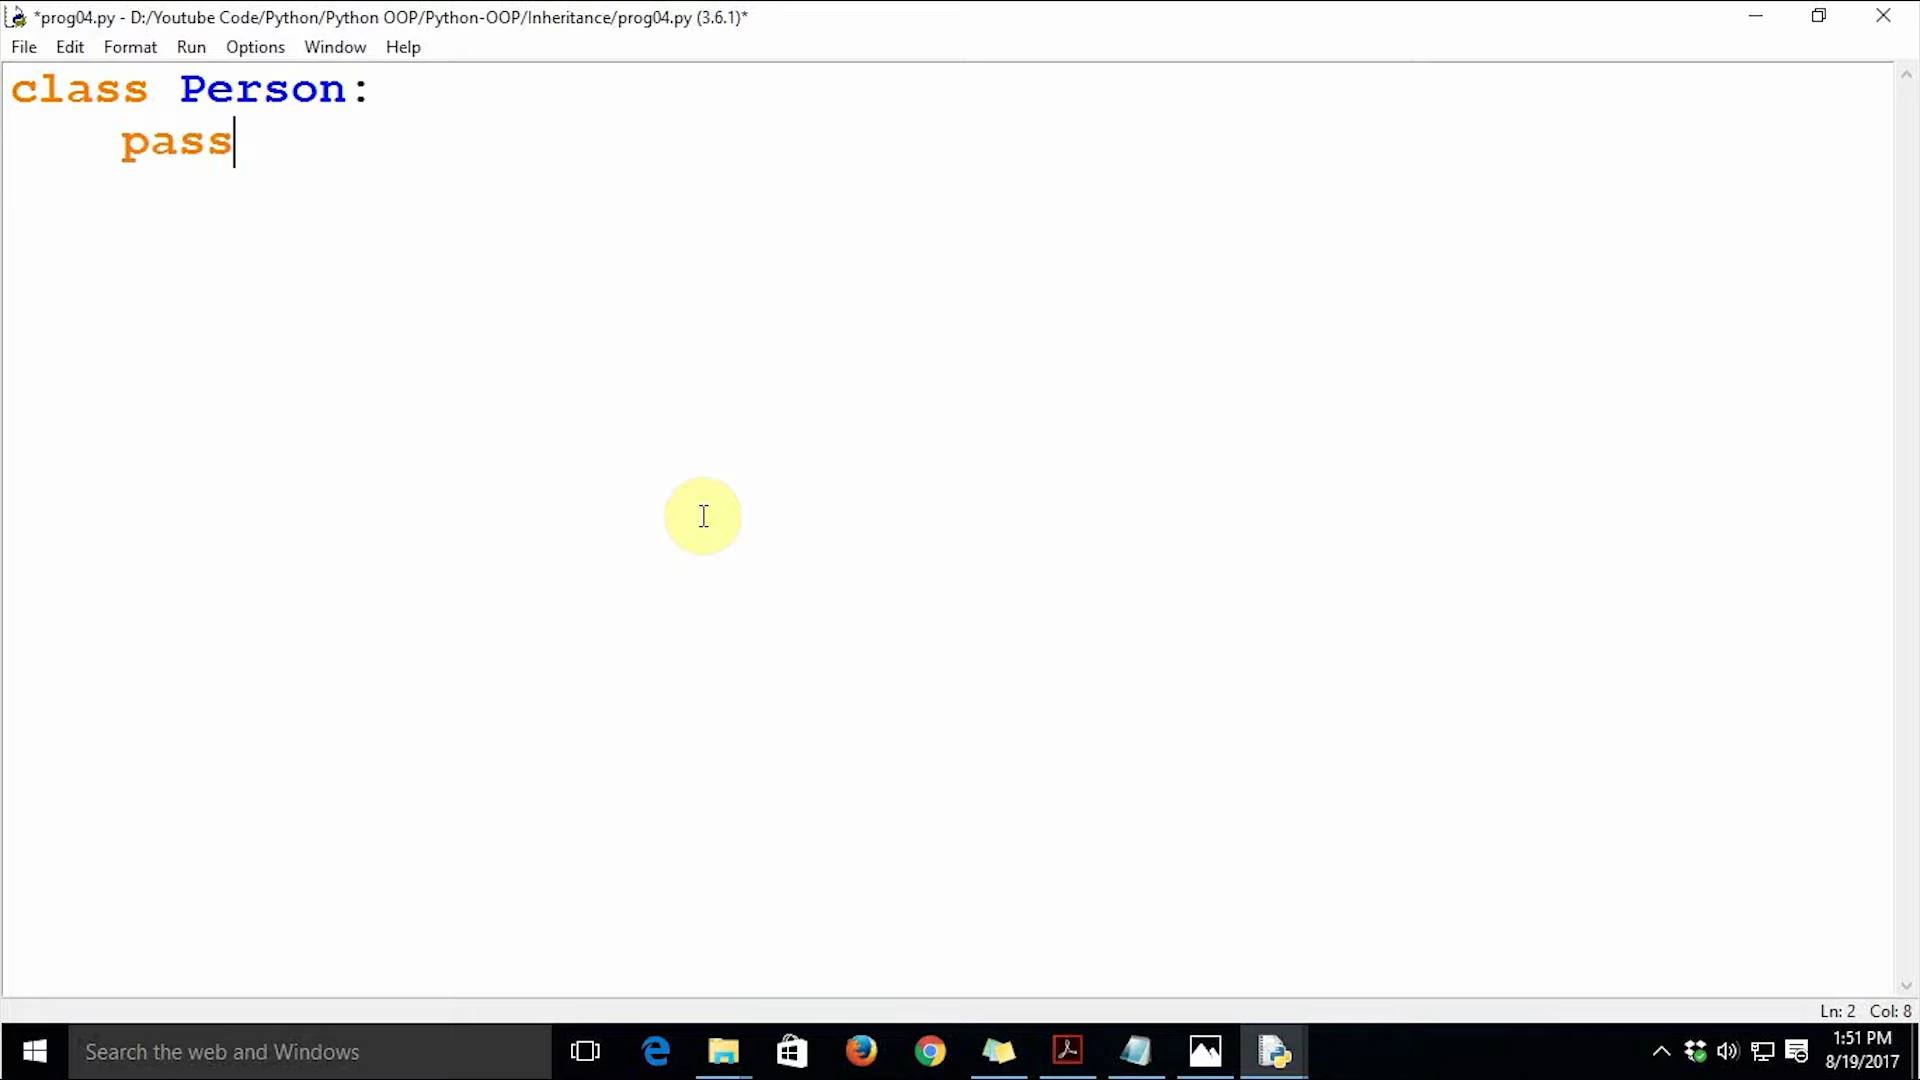 *prog04.py - D:/Youtube Code/Python/Python OOP/Python-OOP/Inheritance/prog04.py (3.6.1)*
File Edit Format Run Options Window Help
class Person:
    pass
Ln: 2 Col: 8
Search the web and Windows
1:51 PM
8/19/2017